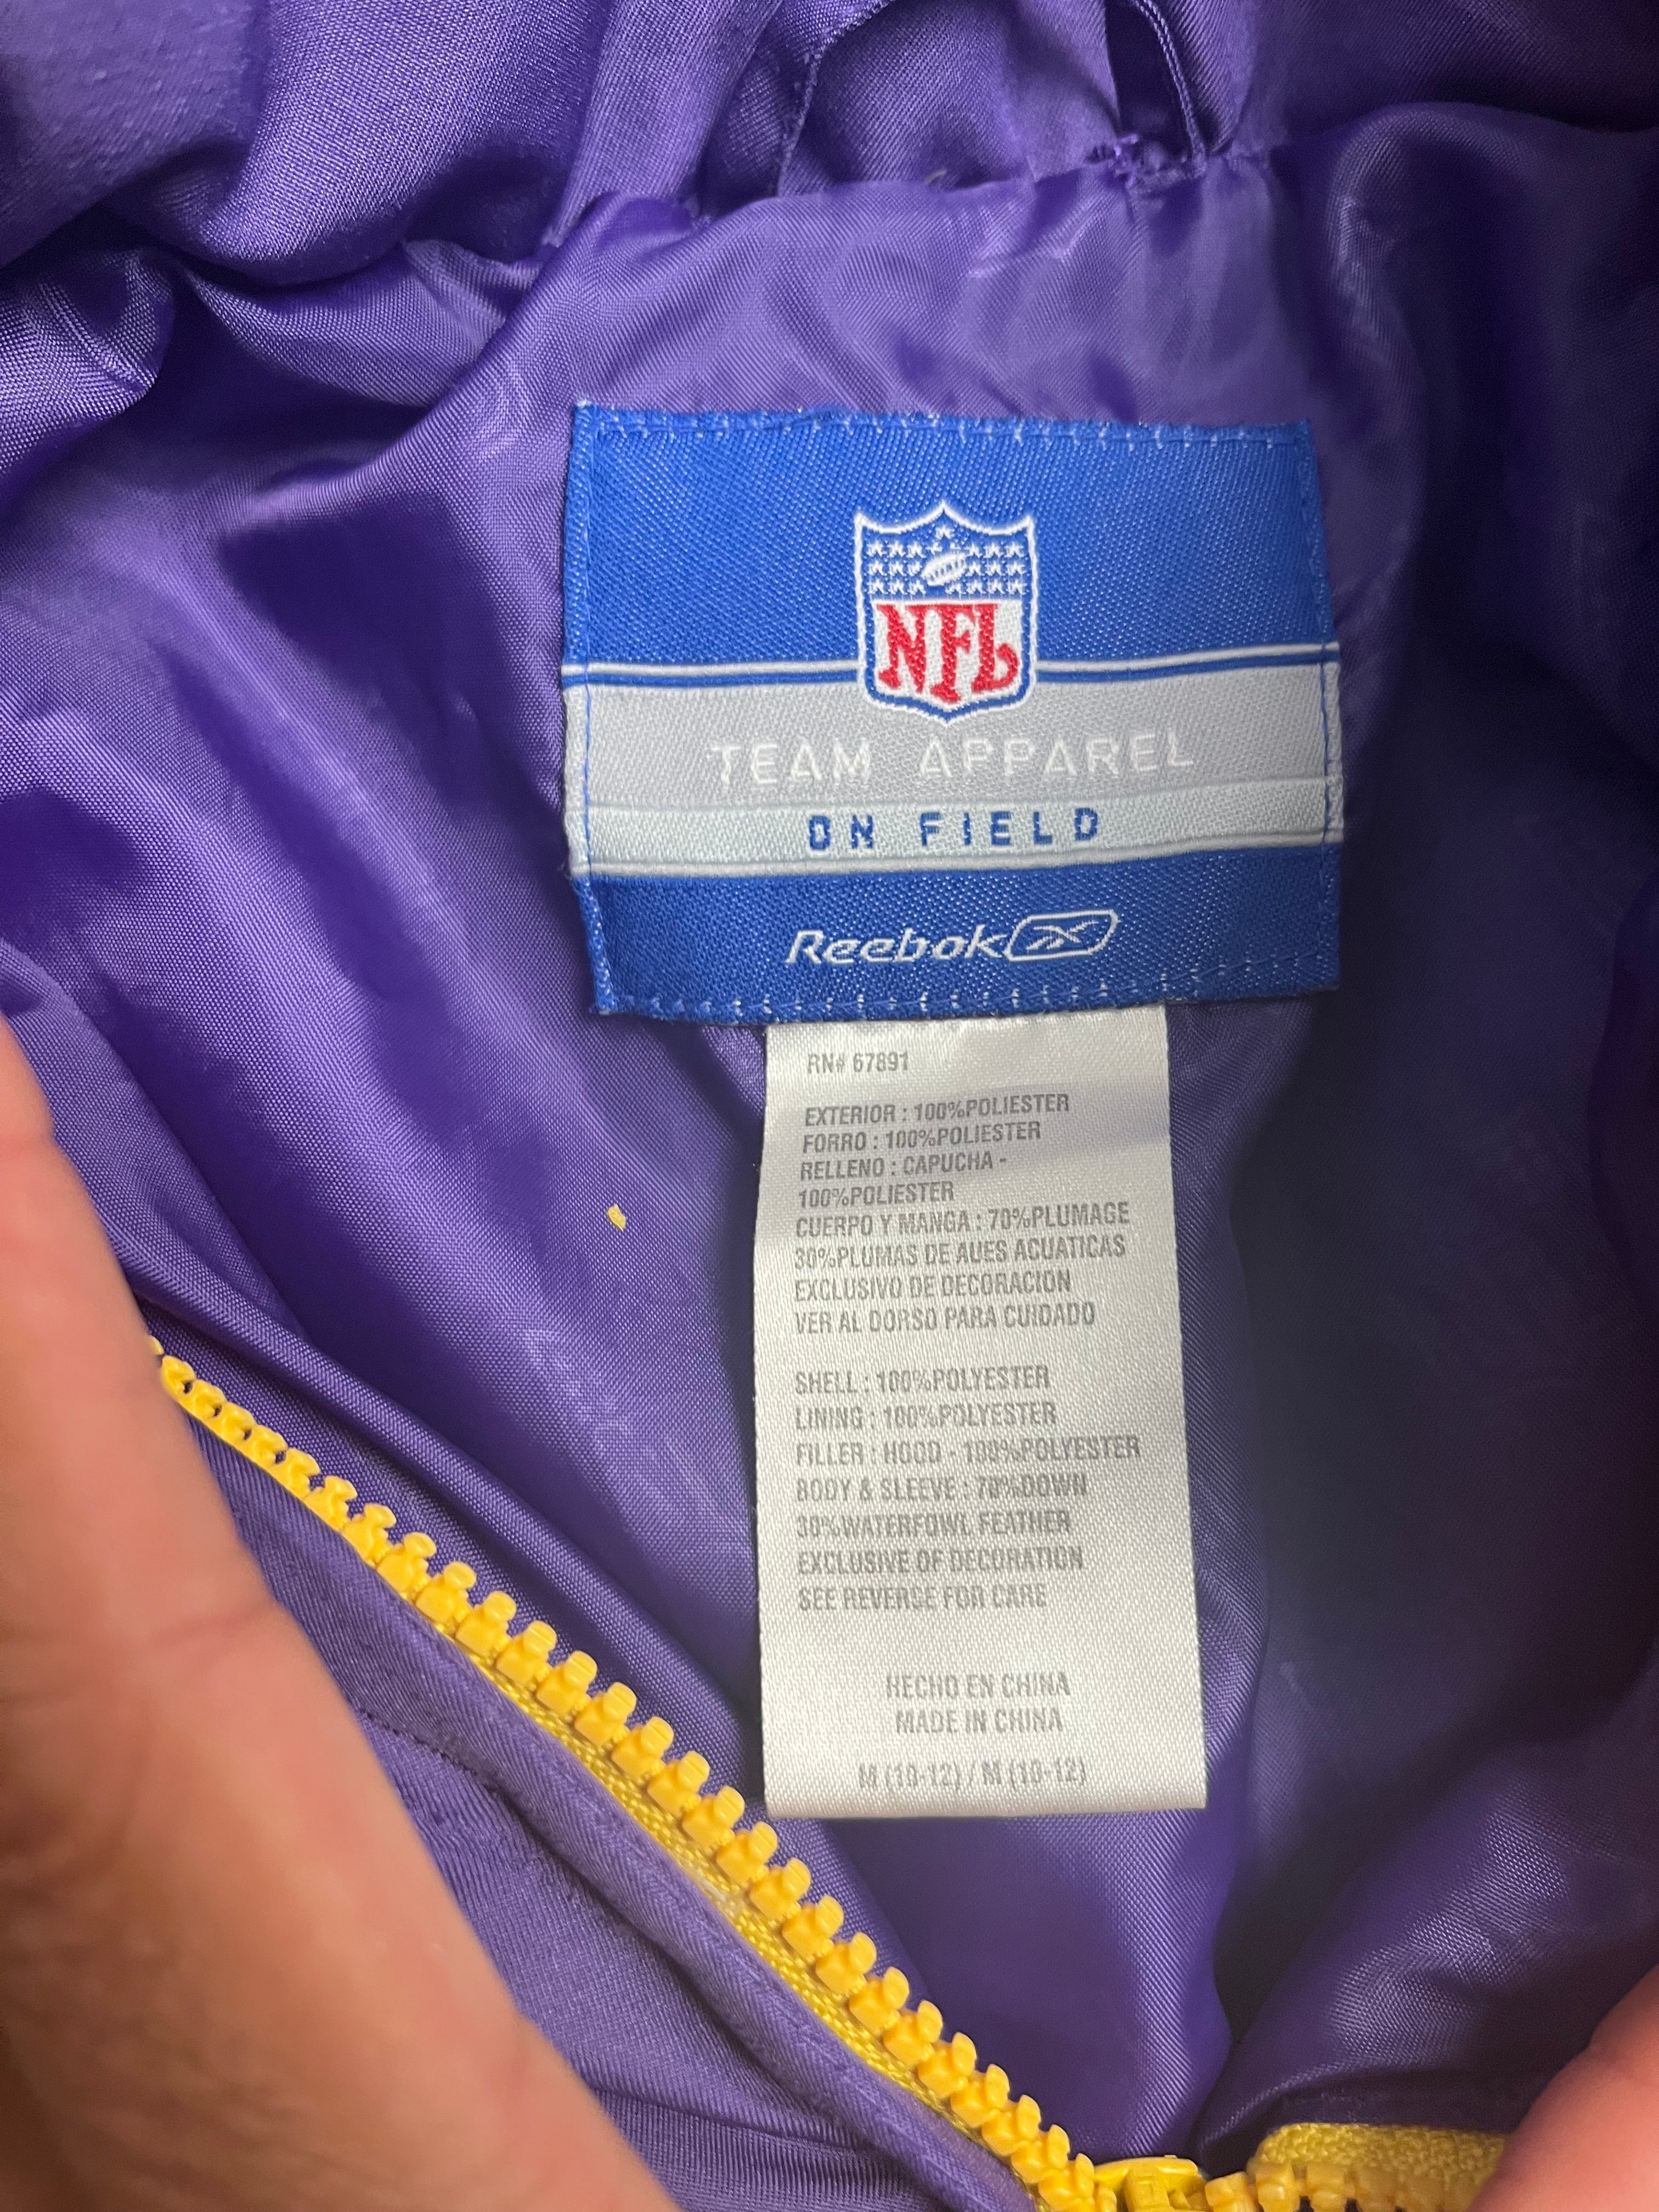 NFL
TEAM APPAREL
ON FIELD
Reebok
RN# 67891
EXTERIOR : 100%POLIESTER
FORRO : 100%POLIESTER
RELLENO : CAPUCHA -
100%POLIESTER
CUERPO Y MANGA : 70%PLUMAGE
30%PLUMAS DE AUES ACUATICAS
EXCLUSIVO DE DECORACION
VER AL DORSO PARA CUIDADO
SHELL : 100%POLYESTER
LINING : 100%POLYESTER
FILLER : HOOD - 100%POLYESTER
BODY & SLEEVE : 70%DOWN
30%WATERFOWL FEATHER
EXCLUSIVE OF DECORATION
SEE REVERSE FOR CARE
HECHO EN CHINA
MADE IN CHINA
M (10-12) / M (10-12)